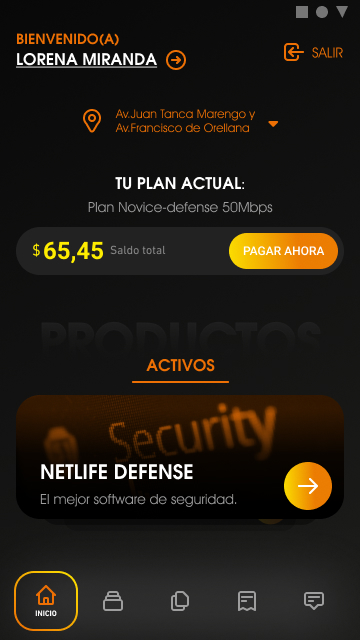 BIENVENIDO(A)
LORENA MIRANDA
SALIR
Av.Juan Tanca Marengo y
Av.Francisco de Orellana
TU PLAN ACTUAL:
Plan Novice-defense 50Mbps
$ 65,45 Saldo total
PAGAR AHORA
PRODUCTOS
ACTIVOS
Security
NETLIFE DEFENSE
El mejor software de seguridad.
INICIO